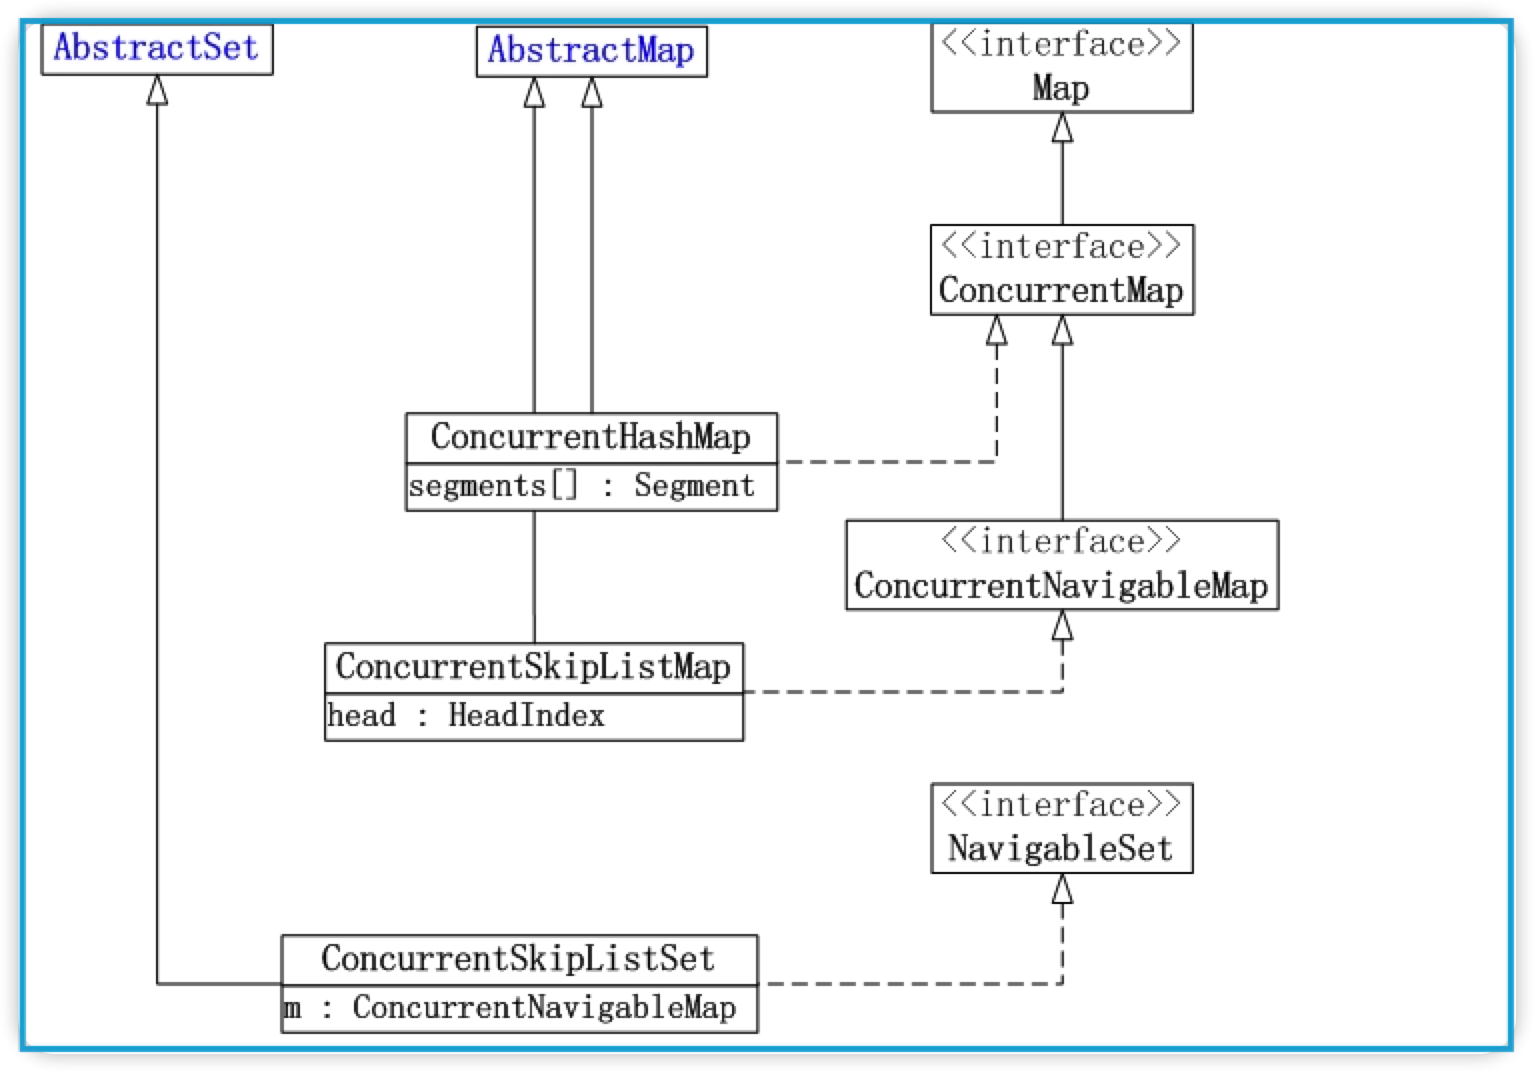 AbstractSet
AbstractMap
<<interface>>
Map
<<interface>>
ConcurrentMap
ConcurrentHashMap
segments[] : Segment
<<interface>>
ConcurrentNavigableMap
ConcurrentSkipListMap
head : HeadIndex
<<interface>>
NavigableSet
ConcurrentSkipListSet
m : ConcurrentNavigableMap